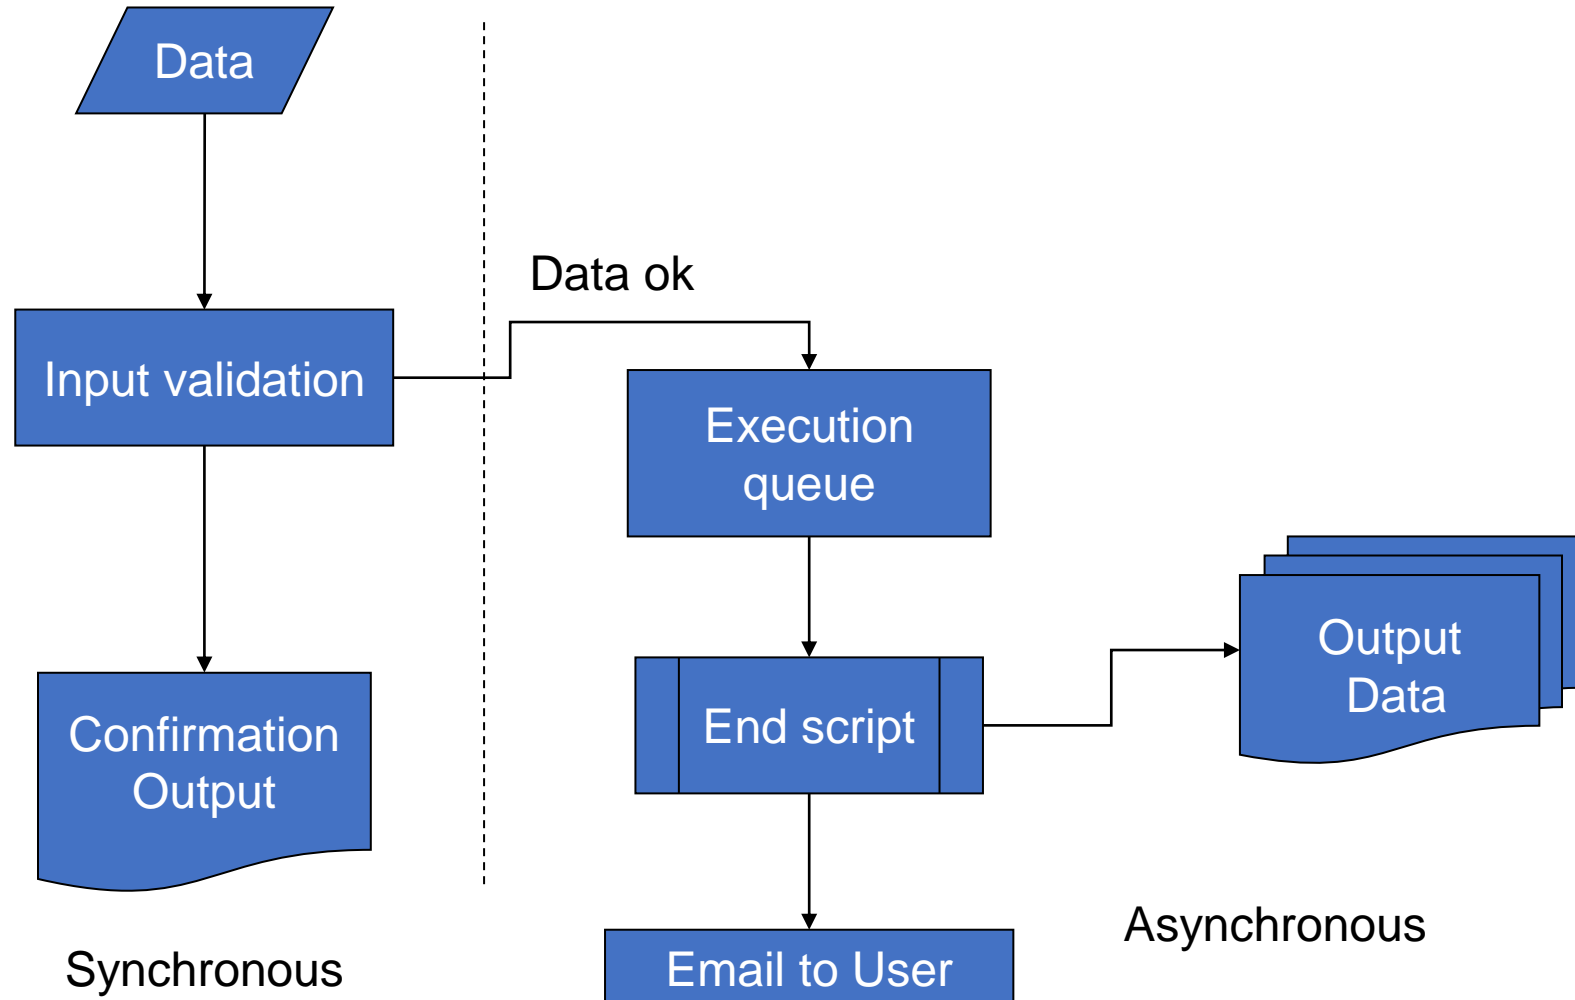 Data
Data ok
Input validation
Execution
queue
Output
Data
End script
Confirmation
Output
Asynchronous
Synchronous
Email to User